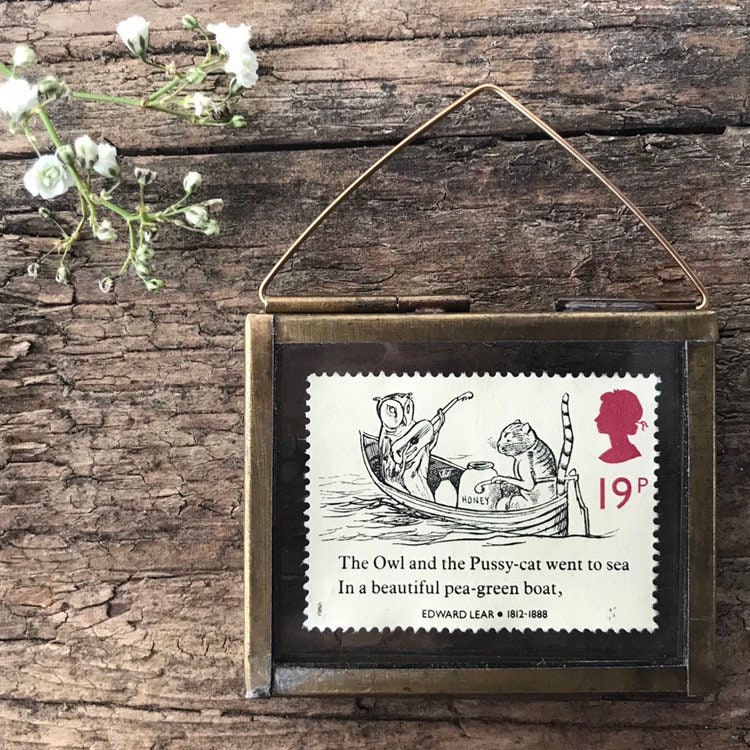 19P
HONEY
The Owl and the Pussy-cat went to sea
In a beautiful pea-green boat,
EDWARD LEAR • 1812-1888